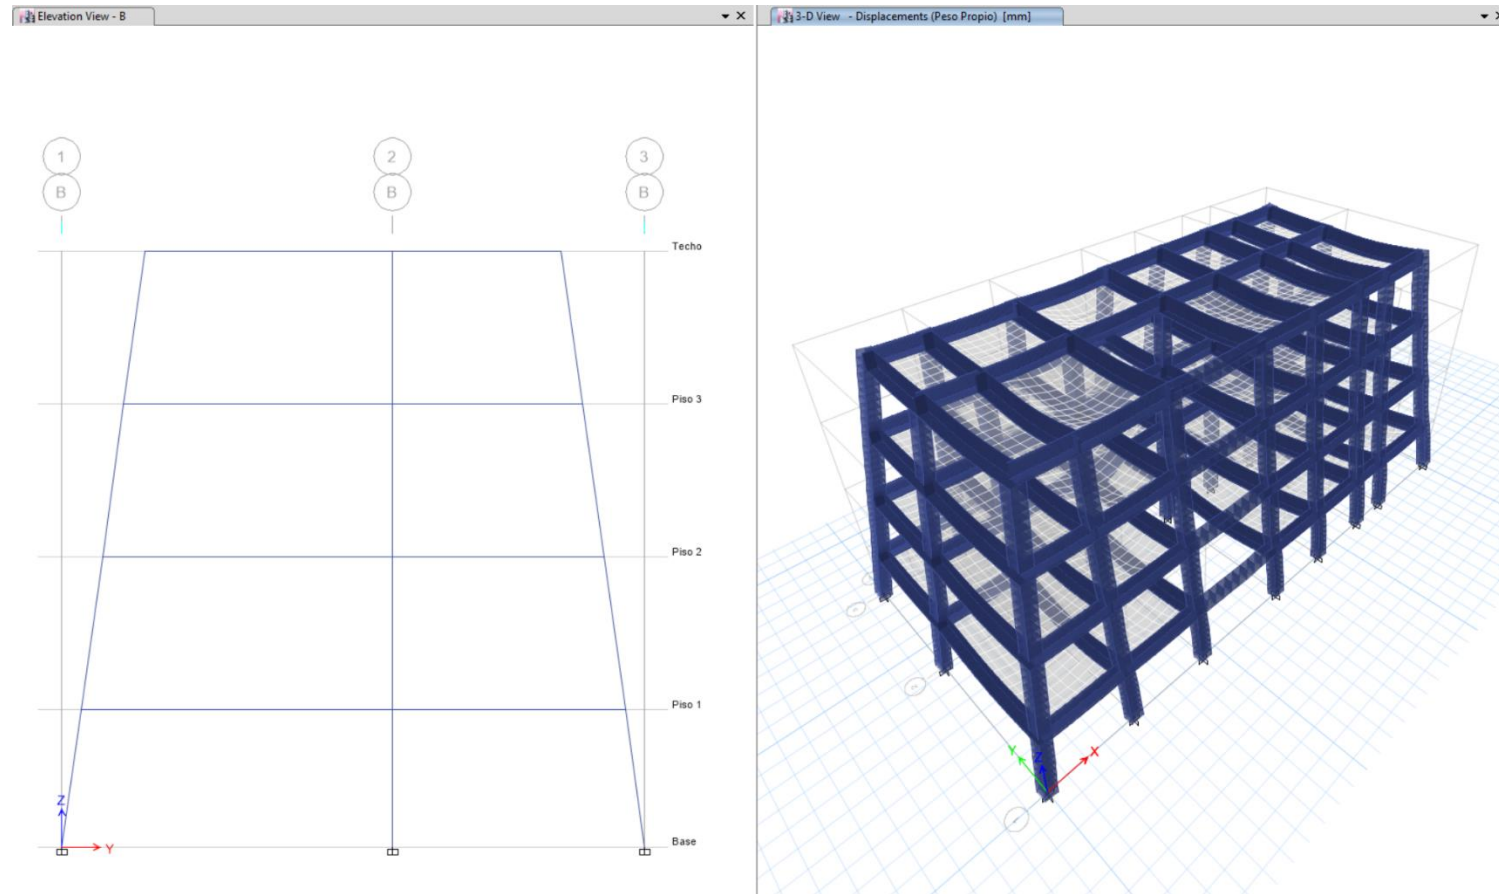 Elevation View - B
3-D View - Displacements (Peso Propio) [mm]
1 2 3
B B B
Techo
Piso 3
Piso 2
Piso 1
Z
Y
Base
Y Z X